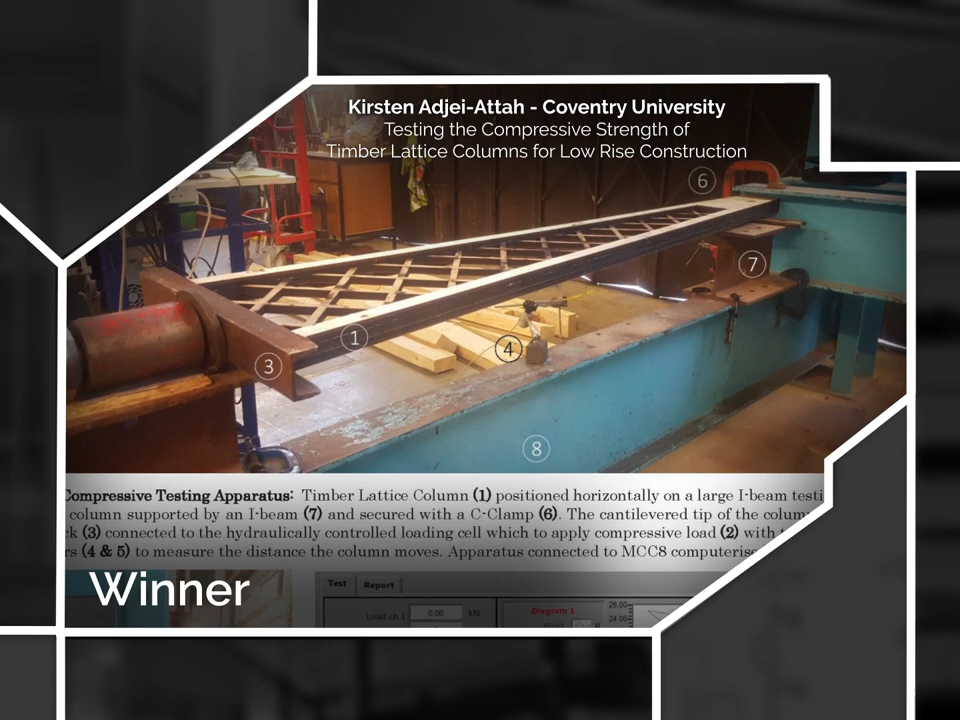 Kirsten Adjei-Attah - Coventry University
Testing the Compressive Strength of
Timber Lattice Columns for Low Rise Construction
6
7
1
4
3
8
Compressive Testing Apparatus: Timber Lattice Column (1) positioned horizontally on a large I-beam testi
column supported by an I-beam (7) and secured with a C-Clamp (6). The cantilevered tip of the colum
ck (3) connected to the hydraulically controlled loading cell which to apply compressive load (2) with
rs (4 & 5) to measure the distance the column moves. Apparatus connected to MCC8 computerise
Winner
Test Report
Load ch 1 0.00 kN
Diagram 1
26.00
24.00